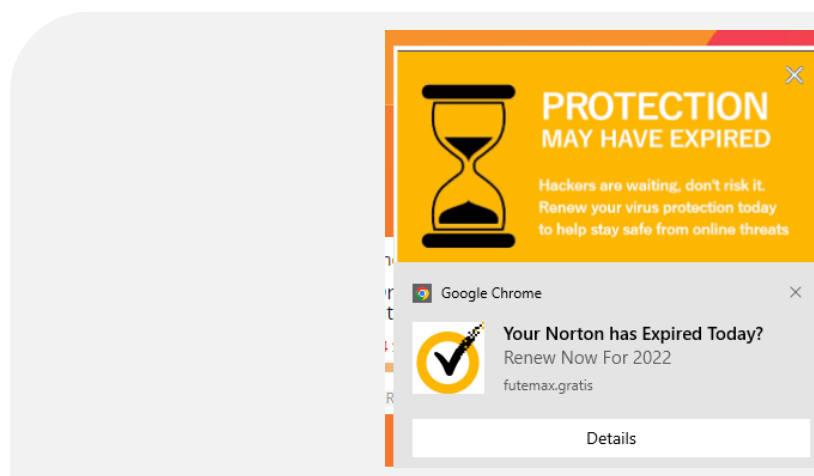 PROTECTION
MAY HAVE EXPIRED
Hackers are waiting, don't risk it.
Renew your virus protection today
to help stay safe from online threats
Google Chrome
Your Norton has Expired Today?
Renew Now For 2022
futemax.gratis
Details